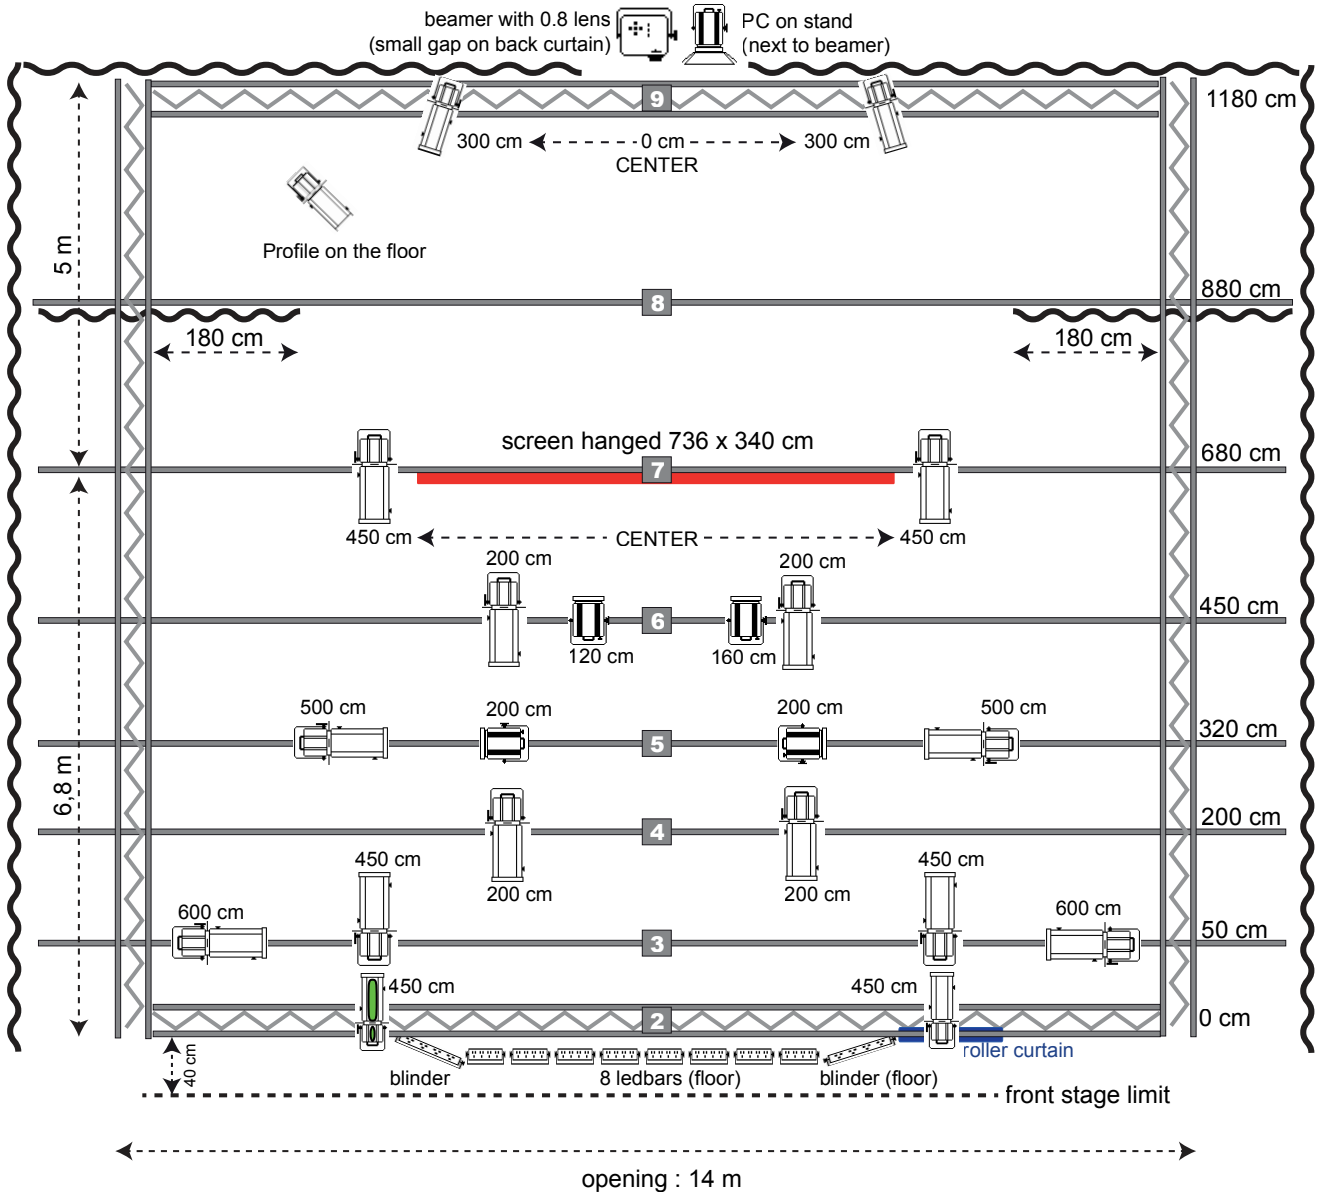 beamer with 0.8 lens
(small gap on back curtain)
PC on stand
(next to beamer)
9
1180 cm
300 cm
0 cm
300 cm
CENTER
Profile on the floor
5 m
8
880 cm
180 cm
180 cm
screen hanged 736 x 340 cm
7
680 cm
450 cm
CENTER
450 cm
200 cm
200 cm
6
450 cm
120 cm
160 cm
500 cm
200 cm
200 cm
500 cm
5
320 cm
6,8 m
4
200 cm
200 cm
200 cm
450 cm
450 cm
600 cm
600 cm
3
50 cm
450 cm
450 cm
2
0 cm
40 cm
roller curtain
blinder
8 ledbars (floor)
blinder (floor)
front stage limit
opening : 14 m